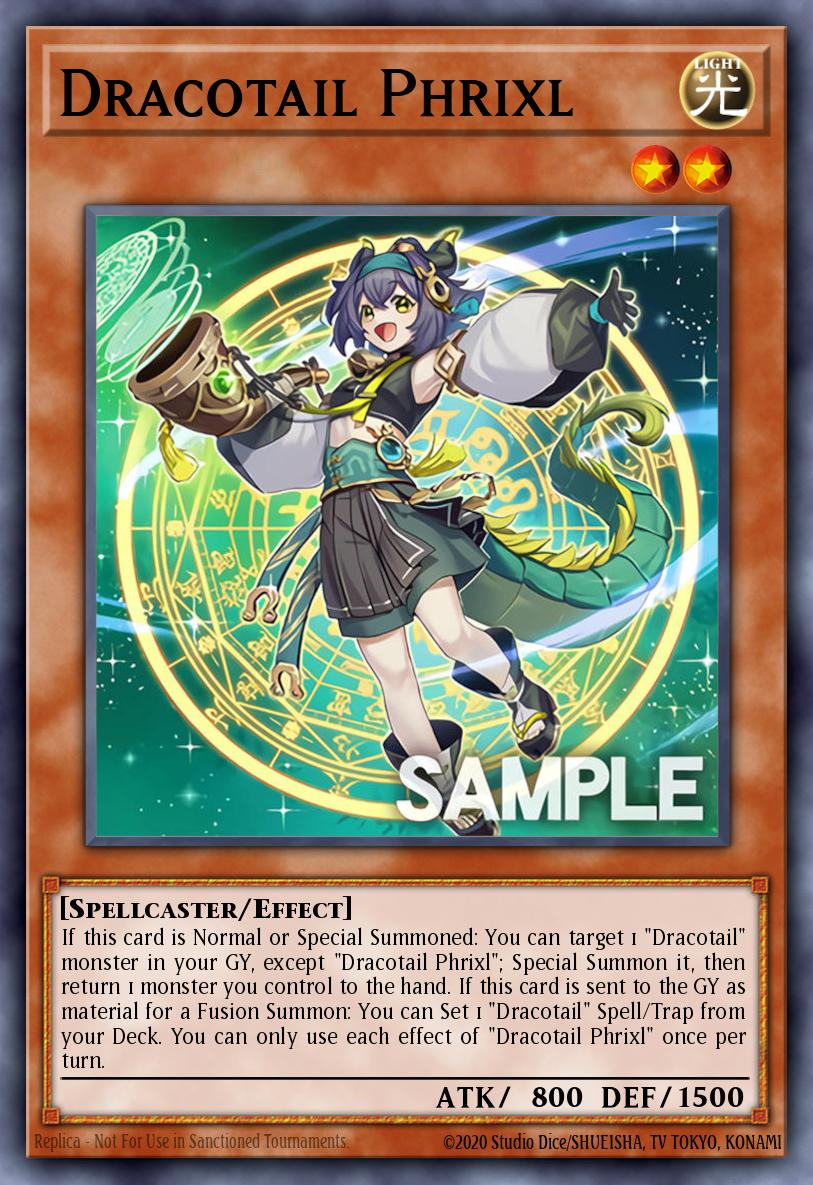 Dracotail Phrixl
LIGHT
光
SAMPLE
[Spellcaster/Effect]
If this card is Normal or Special Summoned: You can target 1 "Dracotail"
monster in your GY, except "Dracotail Phrixl"; Special Summon it, then
return 1 monster you control to the hand. If this card is sent to the GY as
material for a Fusion Summon: You can Set 1 "Dracotail" Spell/Trap from
your Deck. You can only use each effect of "Dracotail Phrixl" once per
turn.
ATK/ 800 DEF/1500
Replica - Not For Use in Sanctioned Tournaments.
©2020 Studio Dice/SHUEISHA, TV TOKYO, KONAMI